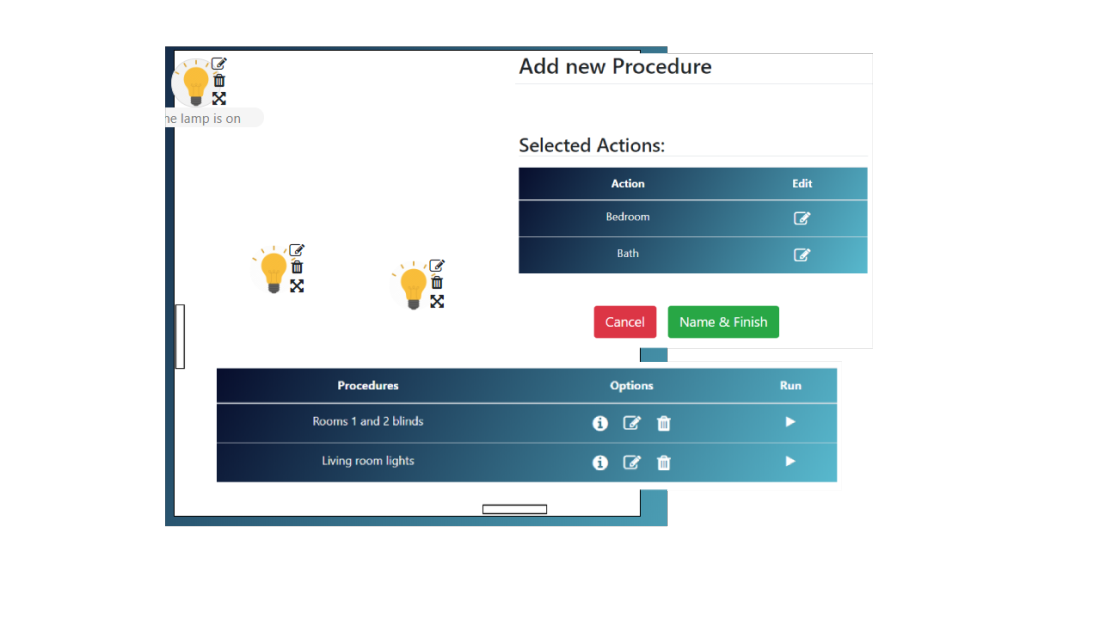 he lamp is on
Add new Procedure
Selected Actions:
Action Edit
Bedroom
Bath
Cancel Name & Finish
Procedures Options Run
Rooms 1 and 2 blinds
Living room lights